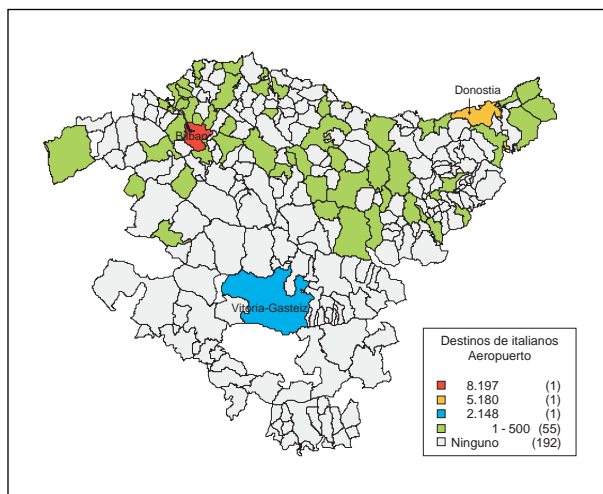 Donostia
Bilbao
Vitoria-Gasteiz
Destinos de italianos
Aeropuerto
8.197 (1)
5.180 (1)
2.148 (1)
1 - 500 (55)
Ninguno (192)